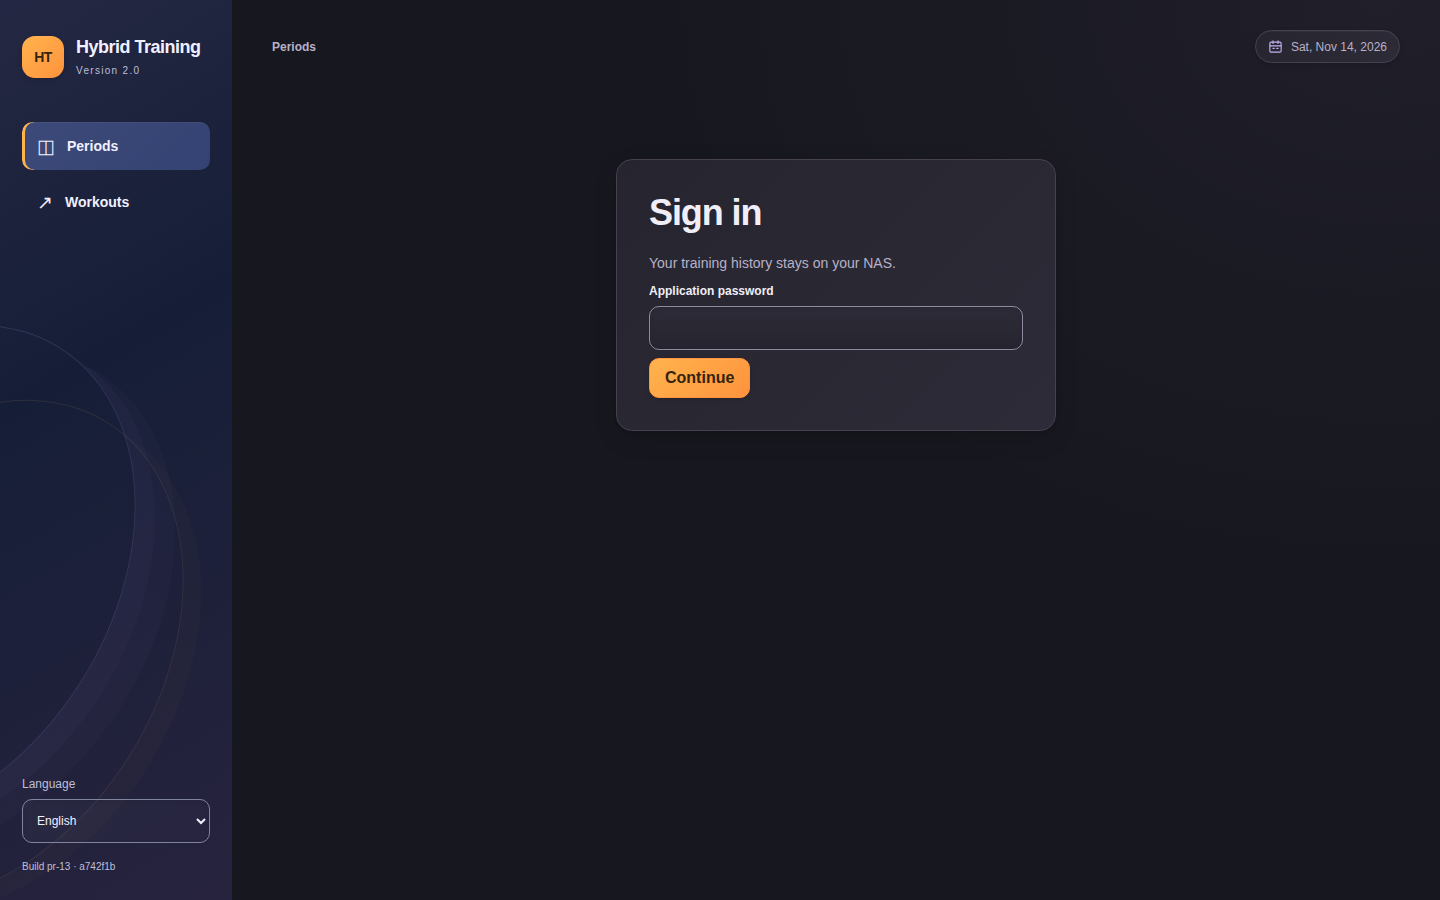 HT
Hybrid Training
Version 2.0
Periods
Workouts
Language
English
Build pr-13 · a742f1b
Periods
Sat, Nov 14, 2026
Sign in
Your training history stays on your NAS.
Application password
Continue